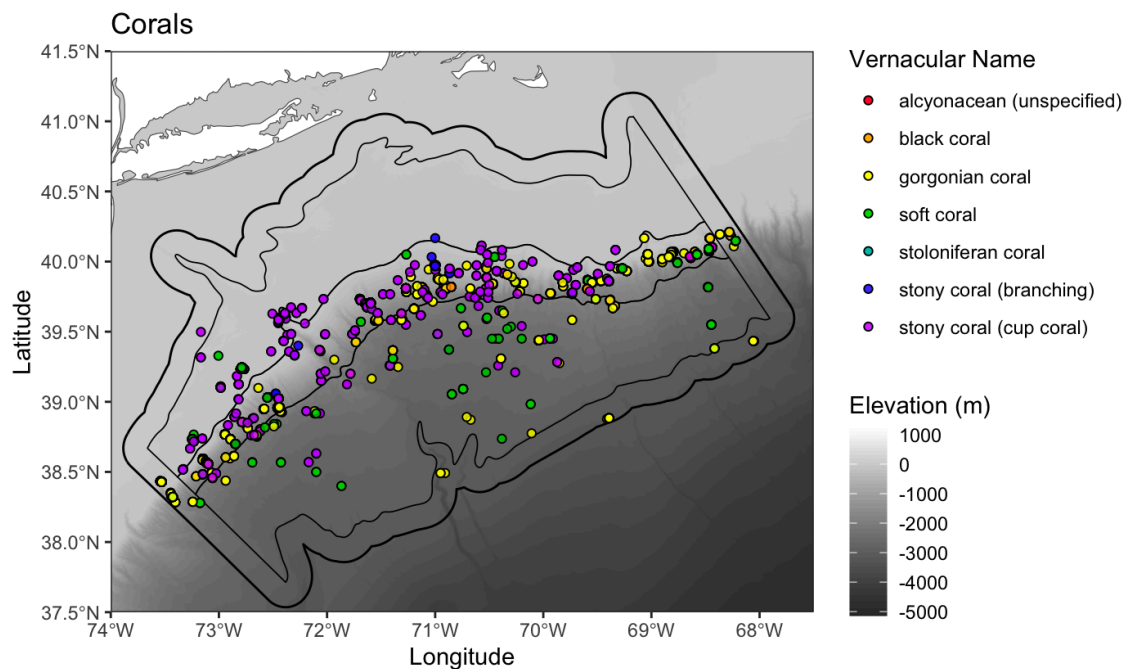 Corals
41.5°N
41.0°N
40.5°N
40.0°N
39.5°N
39.0°N
38.5°N
38.0°N
37.5°N
Latitude
74°W
73°W
72°W
71°W
70°W
69°W
68°W
Longitude
Vernacular Name
alcyonacean (unspecified)
black coral
gorgonian coral
soft coral
stoloniferan coral
stony coral (branching)
stony coral (cup coral)
Elevation (m)
1000
0
-1000
-2000
-3000
-4000
-5000